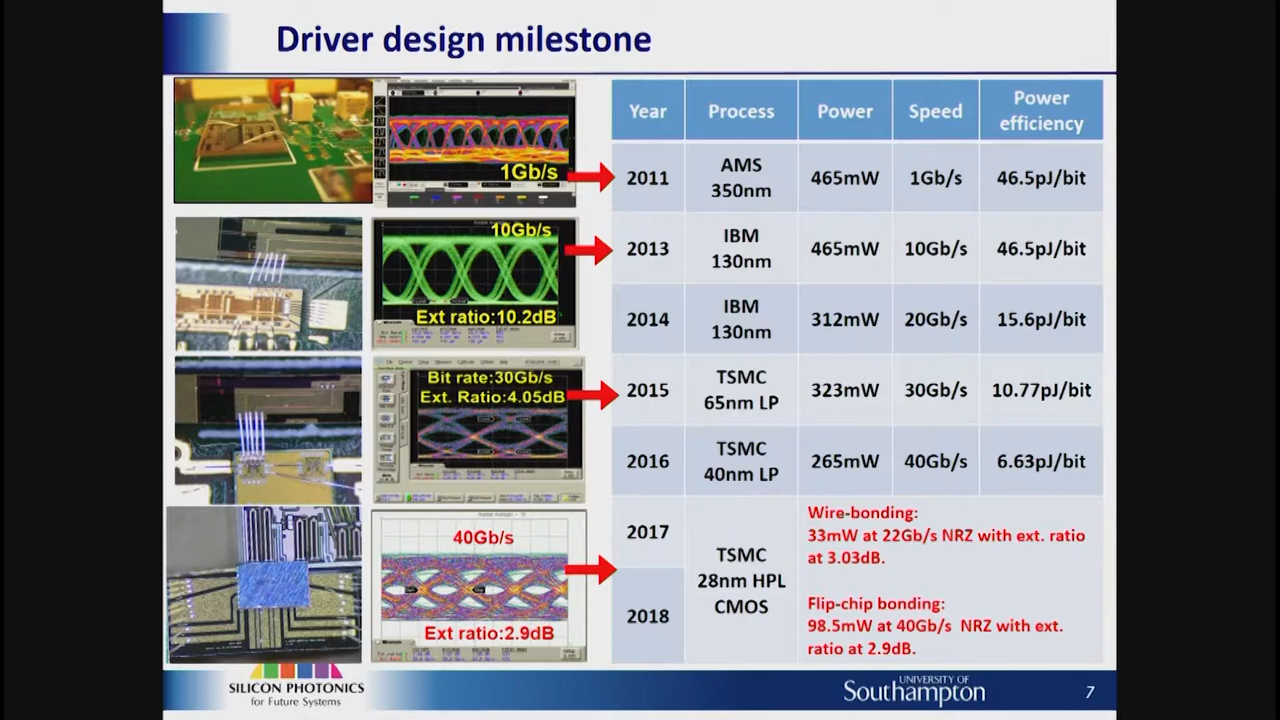 Driver design milestone
1Gb/s
10Gb/s
Ext ratio:10.2dB
Bit rate:30Gb/s
Ext. Ratio:4.05dB
40Gb/s
Ext ratio:2.9dB
Year Process Power Speed Power efficiency
2011 AMS 350nm 465mW 1Gb/s 46.5pJ/bit
2013 IBM 130nm 465mW 10Gb/s 46.5pJ/bit
2014 IBM 130nm 312mW 20Gb/s 15.6pJ/bit
2015 TSMC 65nm LP 323mW 30Gb/s 10.77pJ/bit
2016 TSMC 40nm LP 265mW 40Gb/s 6.63pJ/bit
2017
2018
TSMC
28nm HPL
CMOS
Wire-bonding:
33mW at 22Gb/s NRZ with ext. ratio
at 3.03dB.
Flip-chip bonding:
98.5mW at 40Gb/s NRZ with ext.
ratio at 2.9dB.
SILICON PHOTONICS
for Future Systems
UNIVERSITY OF
Southampton
7